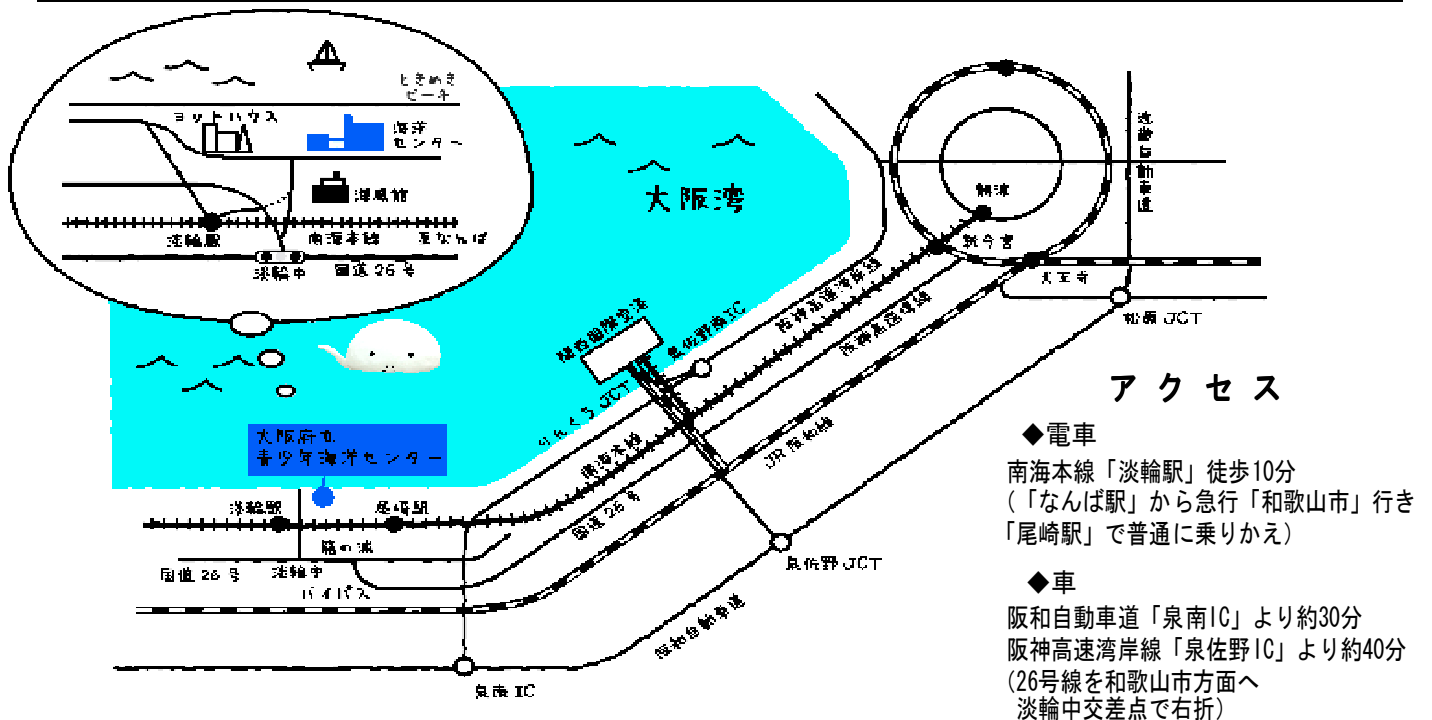 ときめき
ビーチ
ヨットハウス
海洋
センター
潮風館
淡輪駅
南海本線
至なんば
淡輪中
国道26号
大阪湾
難波
新今宮
天王寺
近畿自動車道
松原JCT
阪神高速湾岸線
阪神高速堺線
関西国際空港
泉佐野南IC
りんくうJCT
南海本線
国道26号
JR阪和線
泉佐野JCT
阪和自動車道
大阪府立
青少年海洋センター
淡輪駅
尾崎駅
国道26号
淡輪中
バイパス
泉南IC
アクセス
◆電車
南海本線「淡輪駅」徒歩10分
(「なんば駅」から急行「和歌山市」行き
「尾崎駅」で普通に乗りかえ)
◆車
阪和自動車道「泉南IC」より約30分
阪神高速湾岸線「泉佐野IC」より約40分
(26号線を和歌山市方面へ
淡輪中交差点で右折)